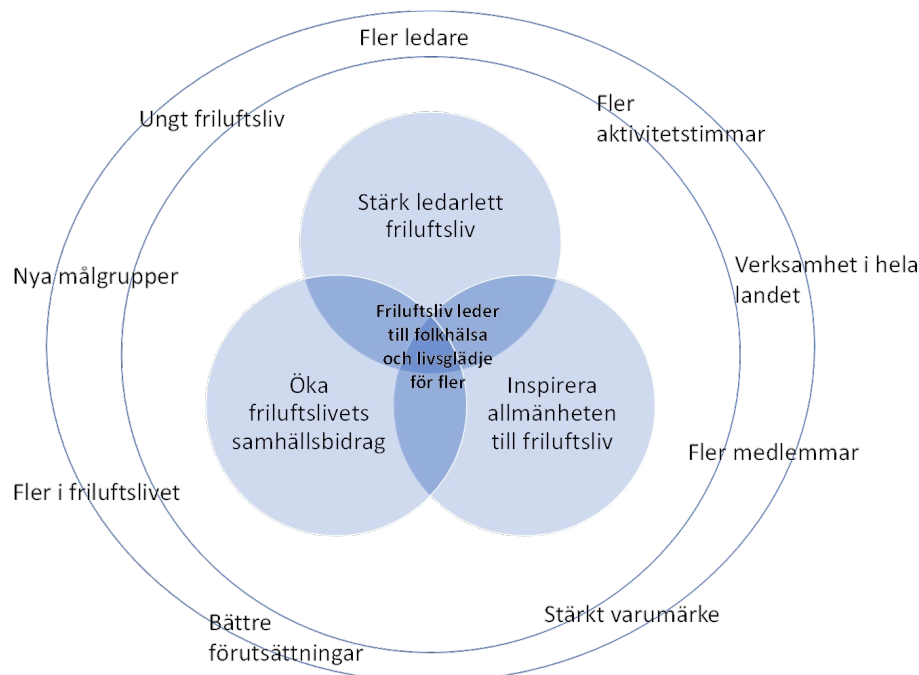 Fler ledare
Ungt friluftsliv
Fler
aktivitetstimmar
Stärk ledarlett
friluftsliv
Nya målgrupper
Verksamhet i hela
landet
Friluftsliv leder
till folkhälsa
och livsglädje
för fler
Öka
friluftslivets
samhällsbidrag
Inspirera
allmänheten
till friluftsliv
Fler medlemmar
Fler i friluftslivet
Stärkt varumärke
Bättre
förutsättningar